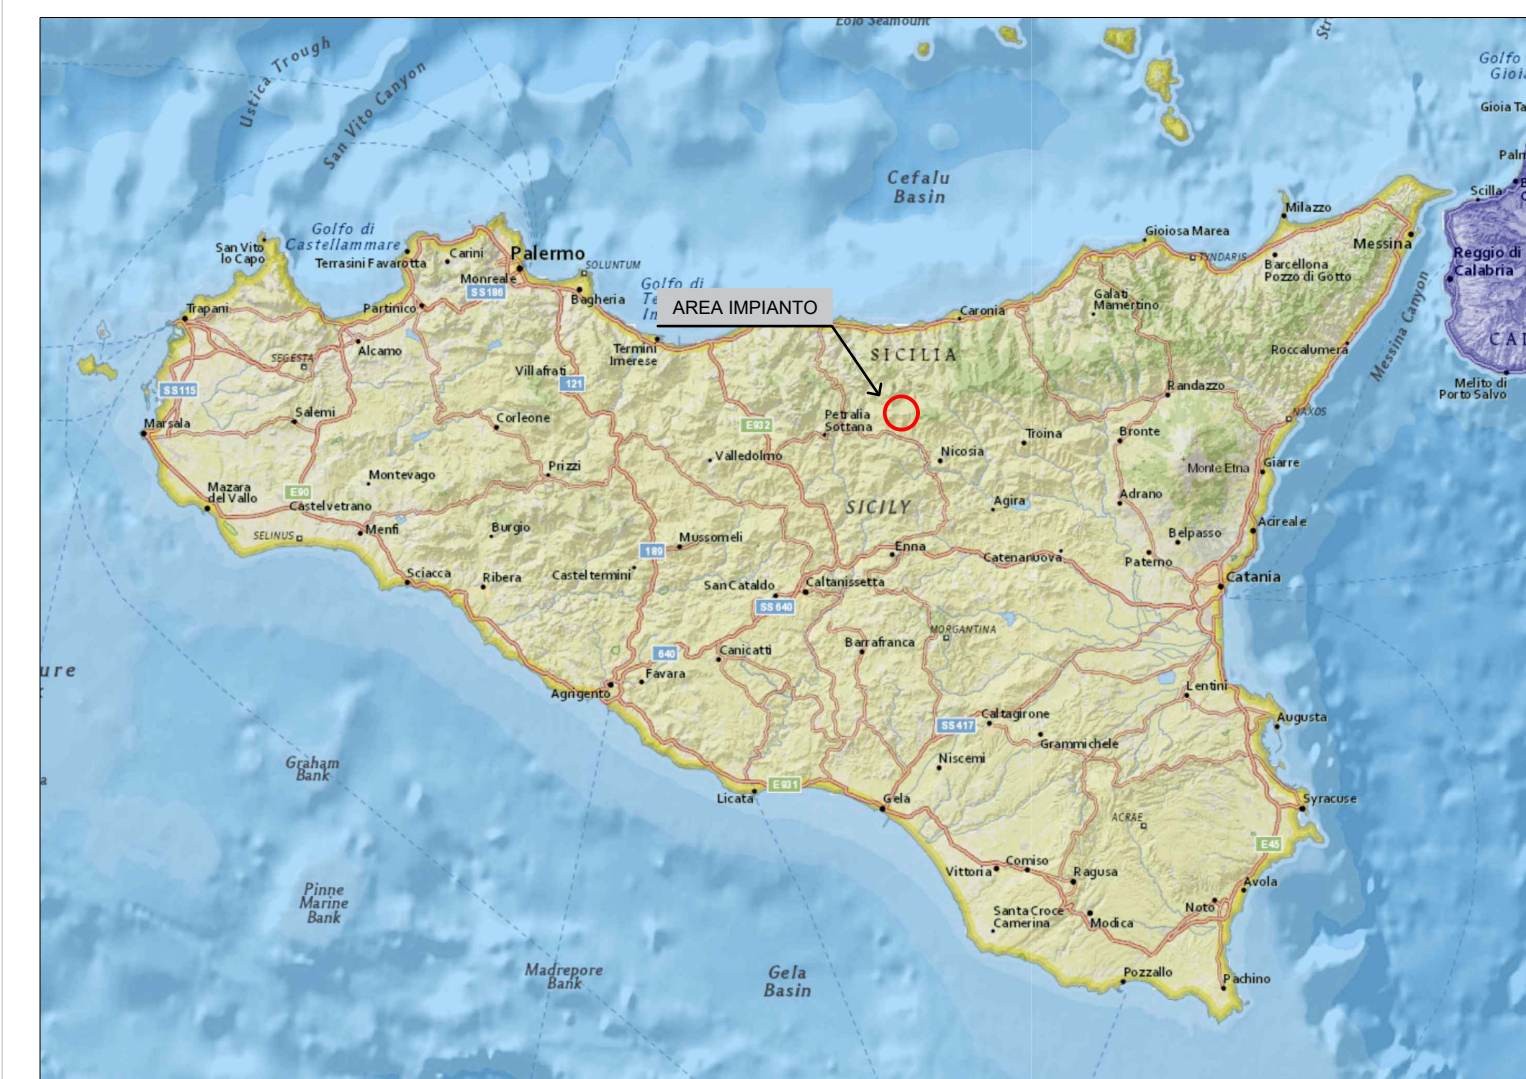 Eolo Seamount
Ustica Trough
San Vito Canyon
Golfo
Gioia Ta
Cefalu
Basin
Scilla
Milazzo
Gioiosa Marea
Messina
TYNDARIS
Barcellona
Pozzo di Gotto
Reggio di
Calabria
Golfo di
Castellammare
San Vito
lo Capo
Terrasini Favarotta
Carini
Palermo
Monreale
SS186
SOLUNTUM
Bagheria
Golfo di
AREA IMPIANTO
Trapani
Partinico
Caronia
Galati
Mamertino
Messina Canyon
SICILIA
Roccalumera
SEGESTA
Alcamo
Termini
Imerese
Villafrati
121
SS115
Randazzo
Melito di
Porto Salvo
Salemi
Corleone
Petralia
Sottana
E932
NAXOS
Marsala
Troina
Bronte
Valledolmo
Nicosia
Monte Etna
Giarre
Prizzi
Montevago
Mazara
del Vallo
E90
Castelvetrano
SICILY
Agira
Adrano
Acireale
SELINUS
Menfi
Burgio
Mussomeli
189
Enna
Catenanuova
Belpasso
Paterno
Sciacca
Ribera
Casteltermini
San Cataldo
Caltanissetta
SS 640
Catania
MORGANTINA
Barrafranca
640
Canicatti
Favara
Agrigento
ure
Lentini
Caltagirone
SS417
Grammichele
Augusta
Niscemi
Graham
Bank
Licata
E931
Gela
Syracuse
ACRAE
E45
Vittoria
Comiso
Ragusa
Avola
Noto
Pinne
Marine
Bank
Santa Croce
Camerina
Modica
Madrepore
Bank
Gela
Basin
Pozzallo
Pachino